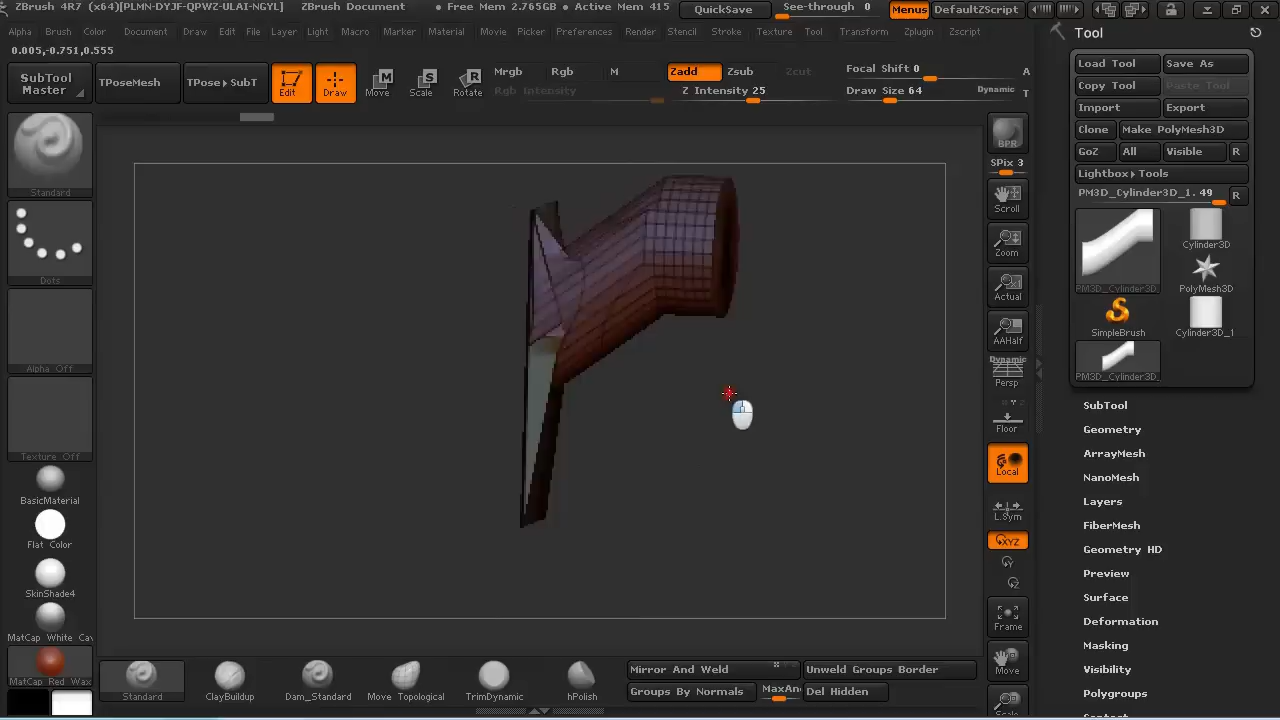 ZBrush 4R7 (x64)[PLMN-DYJF-QPWZ-ULAI-NGYL] ZBrush Document • Free Mem 2.765GB • Active Mem 415 QuickSave See-through 0 Menus DefaultZScript
Alpha Brush Color Document Draw Edit File Layer Light Macro Marker Material Movie Picker Preferences Render Stencil Stroke Texture Tool Transform Zplugin Zscript
0.005,-0.751,0.555
SubTool Master
TPoseMesh
TPose▸SubT
Edit
Draw
Move
Scale
Rotate
Mrgb Rgb M Zadd Zsub Zcut
Rgb Intensity Z Intensity 25
Focal Shift 0
Draw Size 64 Dynamic
A
T
Standard
Dots
Alpha Off
Texture Off
BasicMaterial
Flat Color
SkinShade4
MatCap White Cav
MatCap Red Wax
BPR
SPix 3
Scroll
Zoom
Actual
AAHalf
Dynamic
Persp
Floor
Local
L.Sym
XYZ
Y
Z
Frame
Move
Scale
Tool
Load Tool Save As
Copy Tool Paste Tool
Import Export
Clone Make PolyMesh3D
GoZ All Visible R
Lightbox▸Tools
PM3D_Cylinder3D_1. 49 R
PM3D_Cylinder3D_
Cylinder3D
PolyMesh3D
SimpleBrush
Cylinder3D_1
PM3D_Cylinder3D_
SubTool
Geometry
ArrayMesh
NanoMesh
Layers
FiberMesh
Geometry HD
Preview
Surface
Deformation
Masking
Visibility
Polygroups
Contact
Standard ClayBuildup Dam_Standard Move Topological TrimDynamic hPolish
Mirror And Weld Unweld Groups Border
Groups By Normals MaxAn Del Hidden